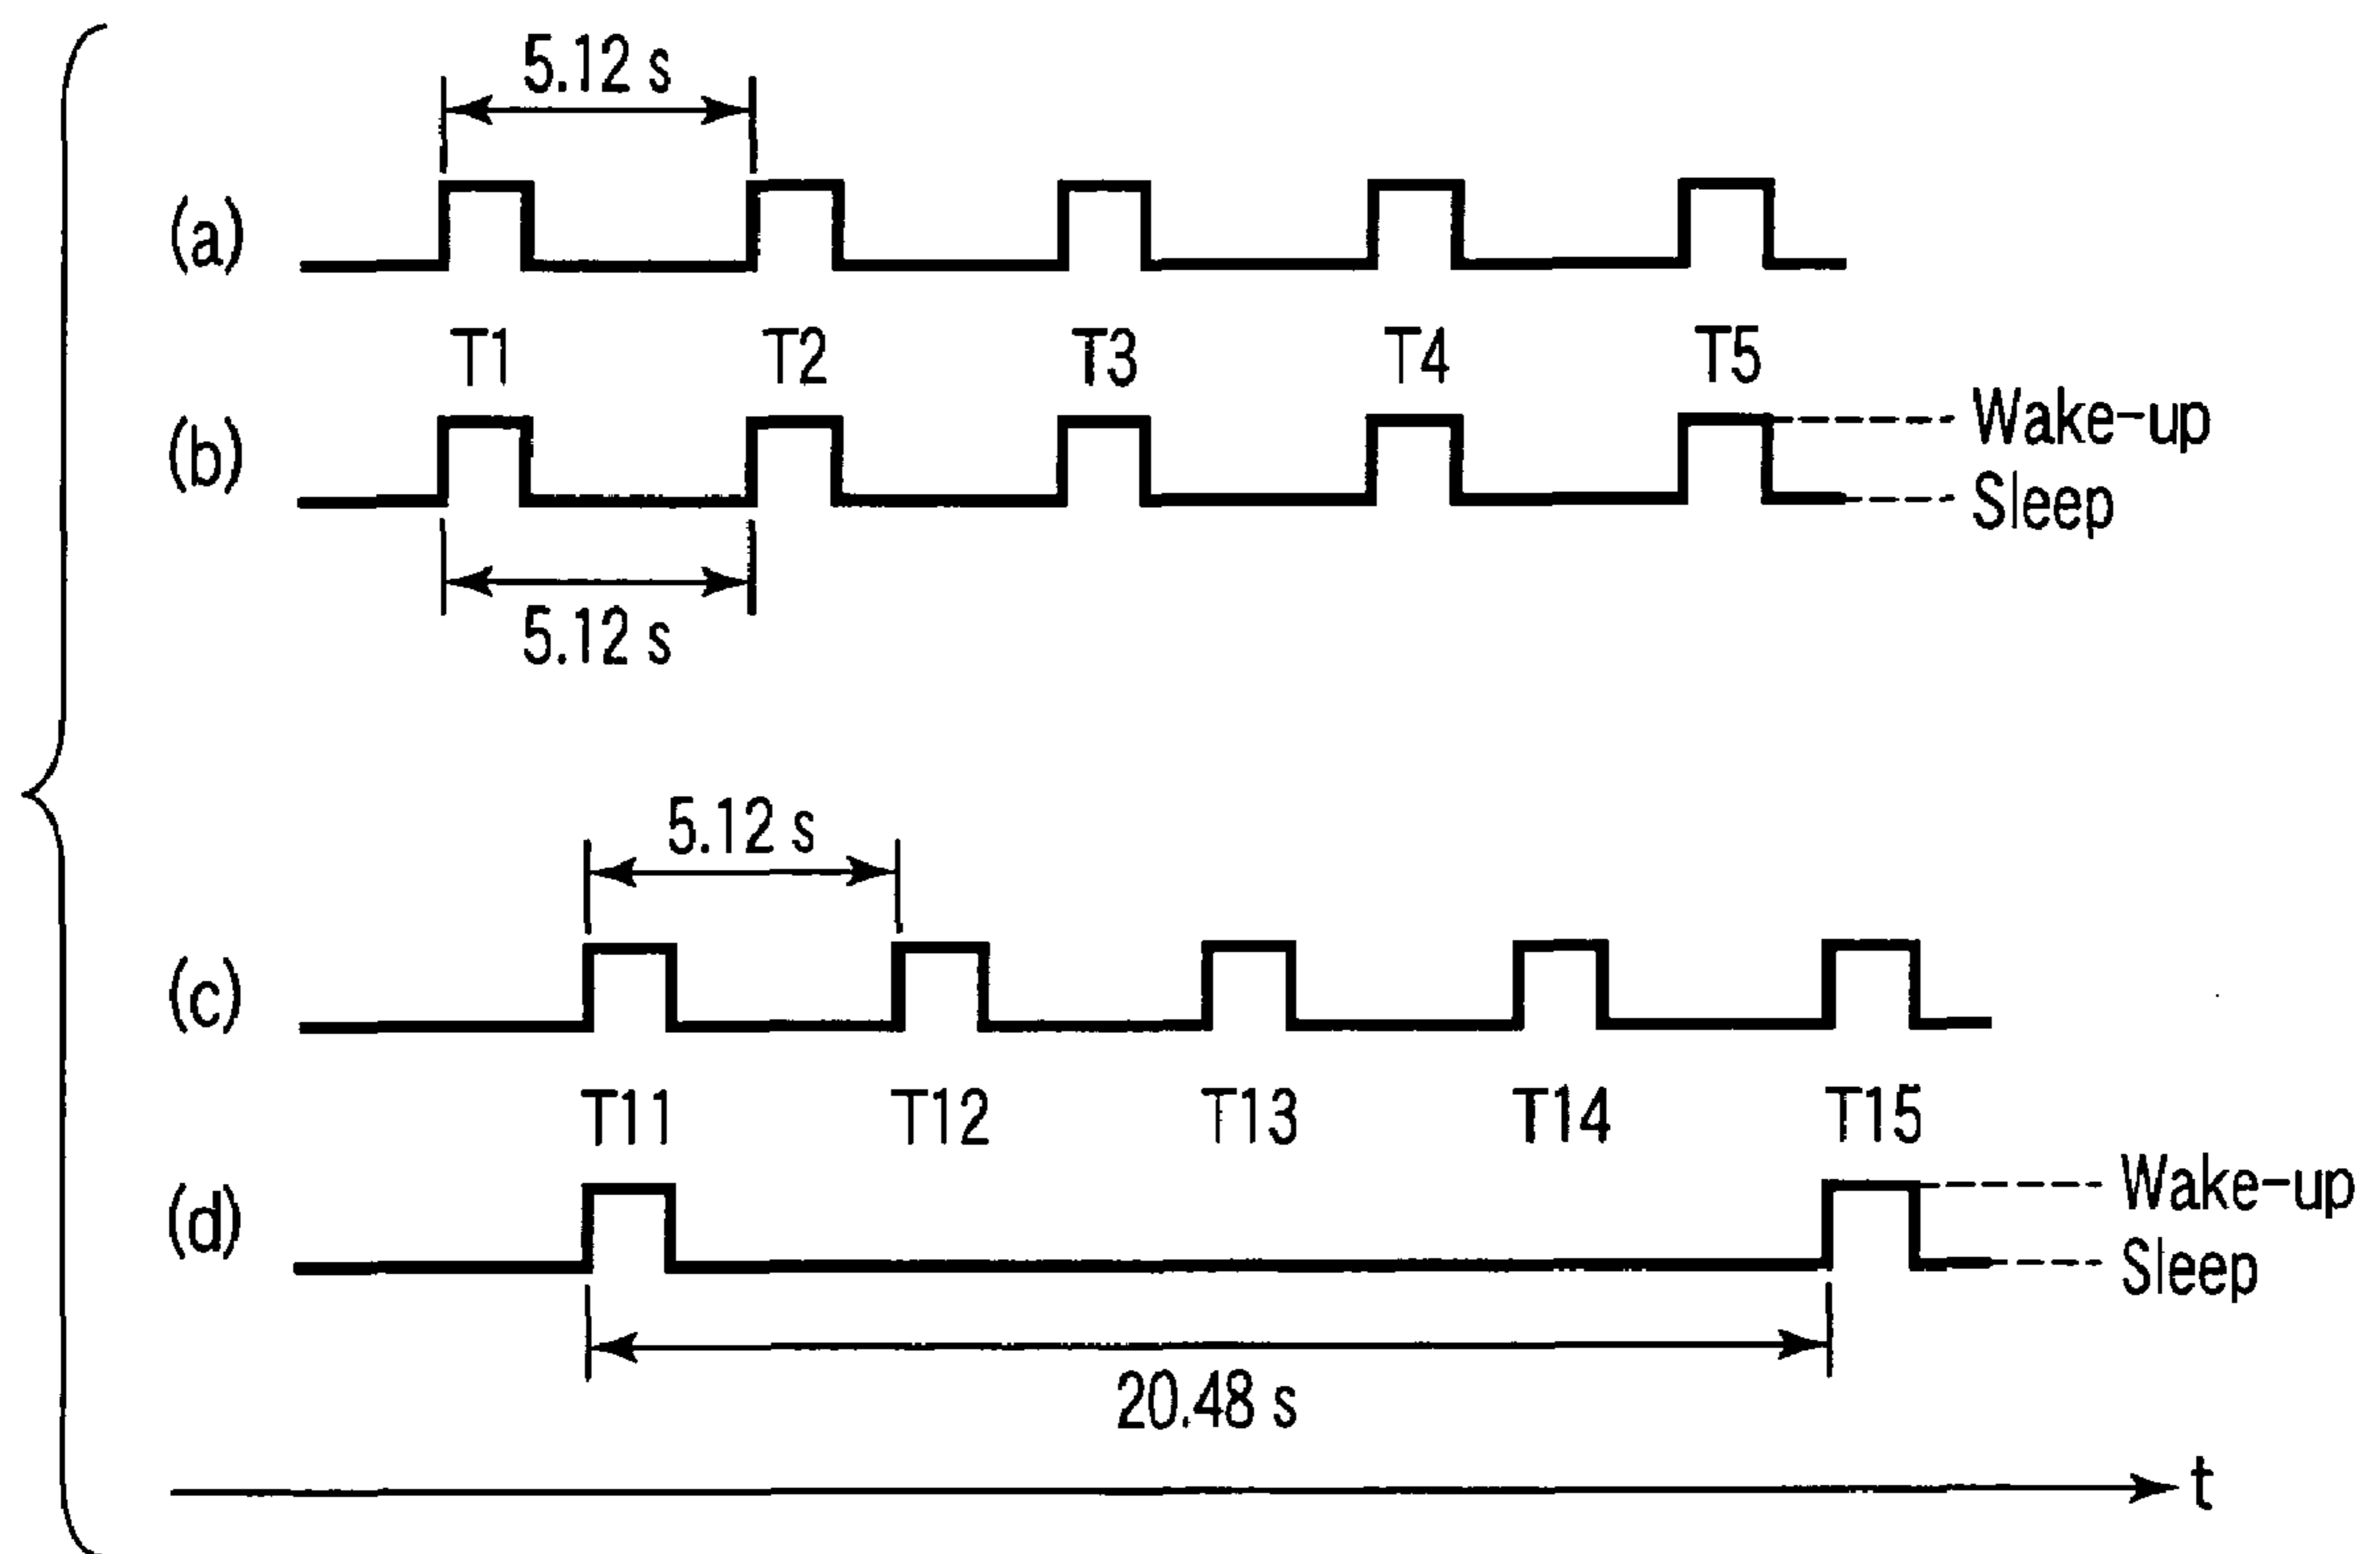 5.12 s
(a)
T1 T2 T3 T4 T5
(b)
Wake-up
Sleep
5.12 s
5.12 s
(c)
T11 T12 T13 T14 T15
(d)
Wake-up
Sleep
20.48 s
t